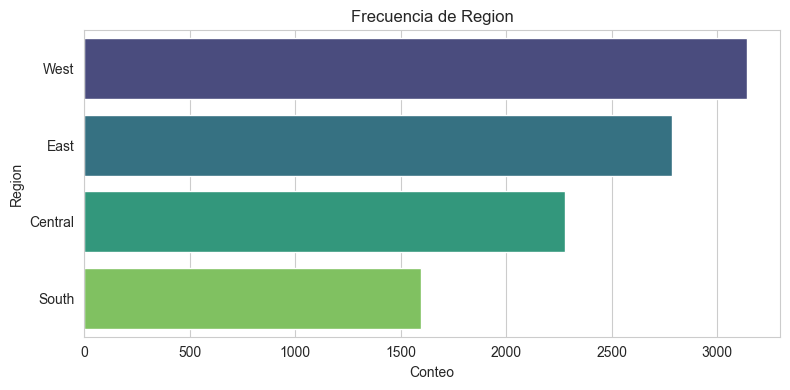 Frecuencia de Region
Region
West
East
Central
South
0 500 1000 1500 2000 2500 3000
Conteo